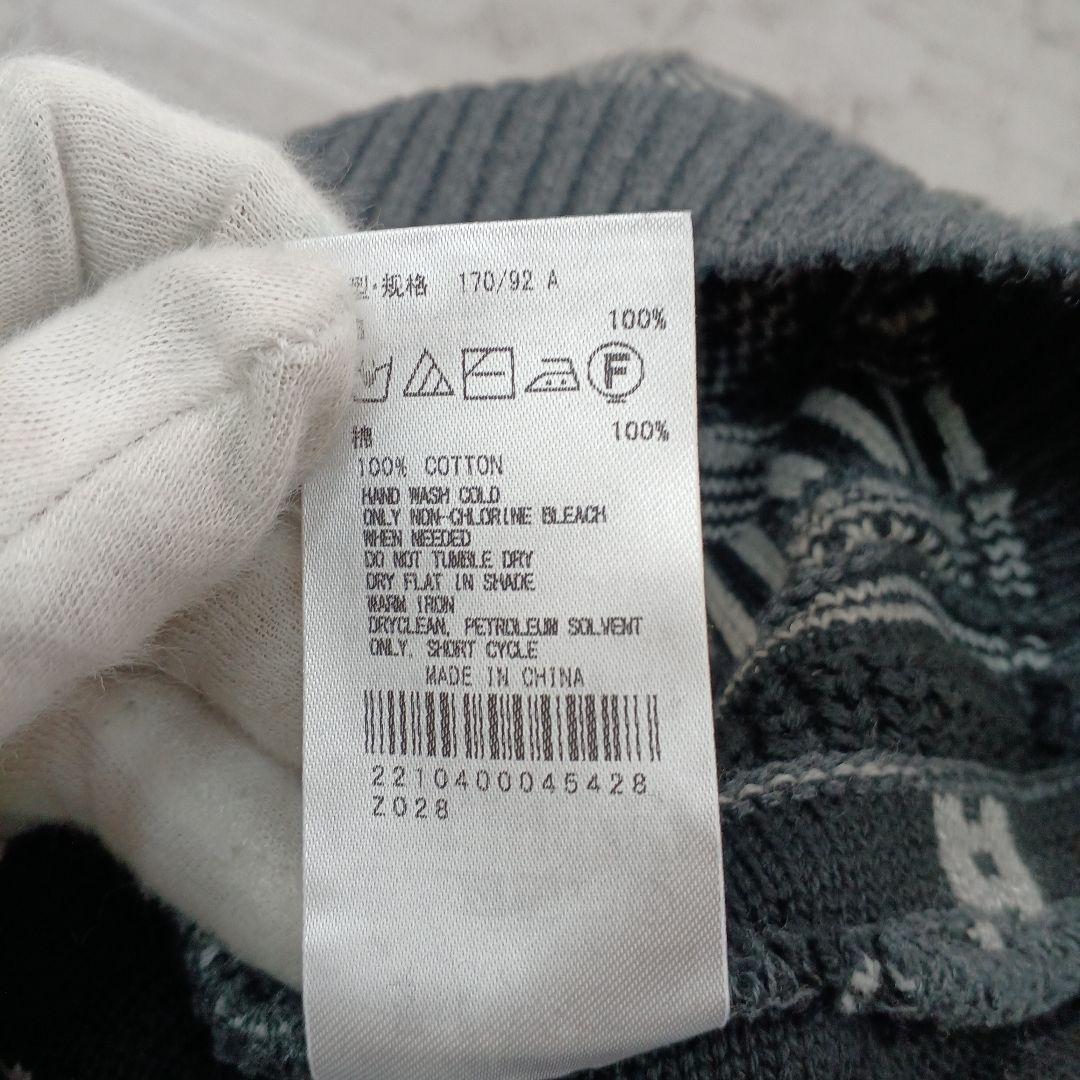 型·规格 170/92 A
100%
F
棉 100%
100% COTTON
HAND WASH COLD
ONLY NON-CHLORINE BLEACH
WHEN NEEDED
DO NOT TUMBLE DRY
DRY FLAT IN SHADE
WARM IRON
DRYCLEAN, PETROLEUM SOLVENT
ONLY, SHORT CYCLE
MADE IN CHINA
2210400045428
Z028